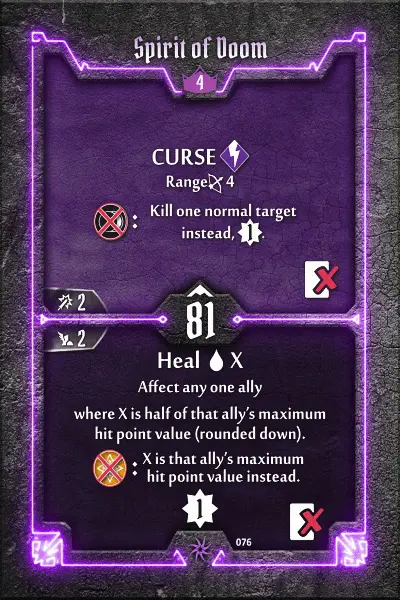 Spirit of Doom
4
CURSE
Range 4
: Kill one normal target
instead, 1.
2
81
2
Heal X
Affect any one ally
where X is half of that ally's maximum
hit point value (rounded down).
: X is that ally's maximum
hit point value instead.
1
076